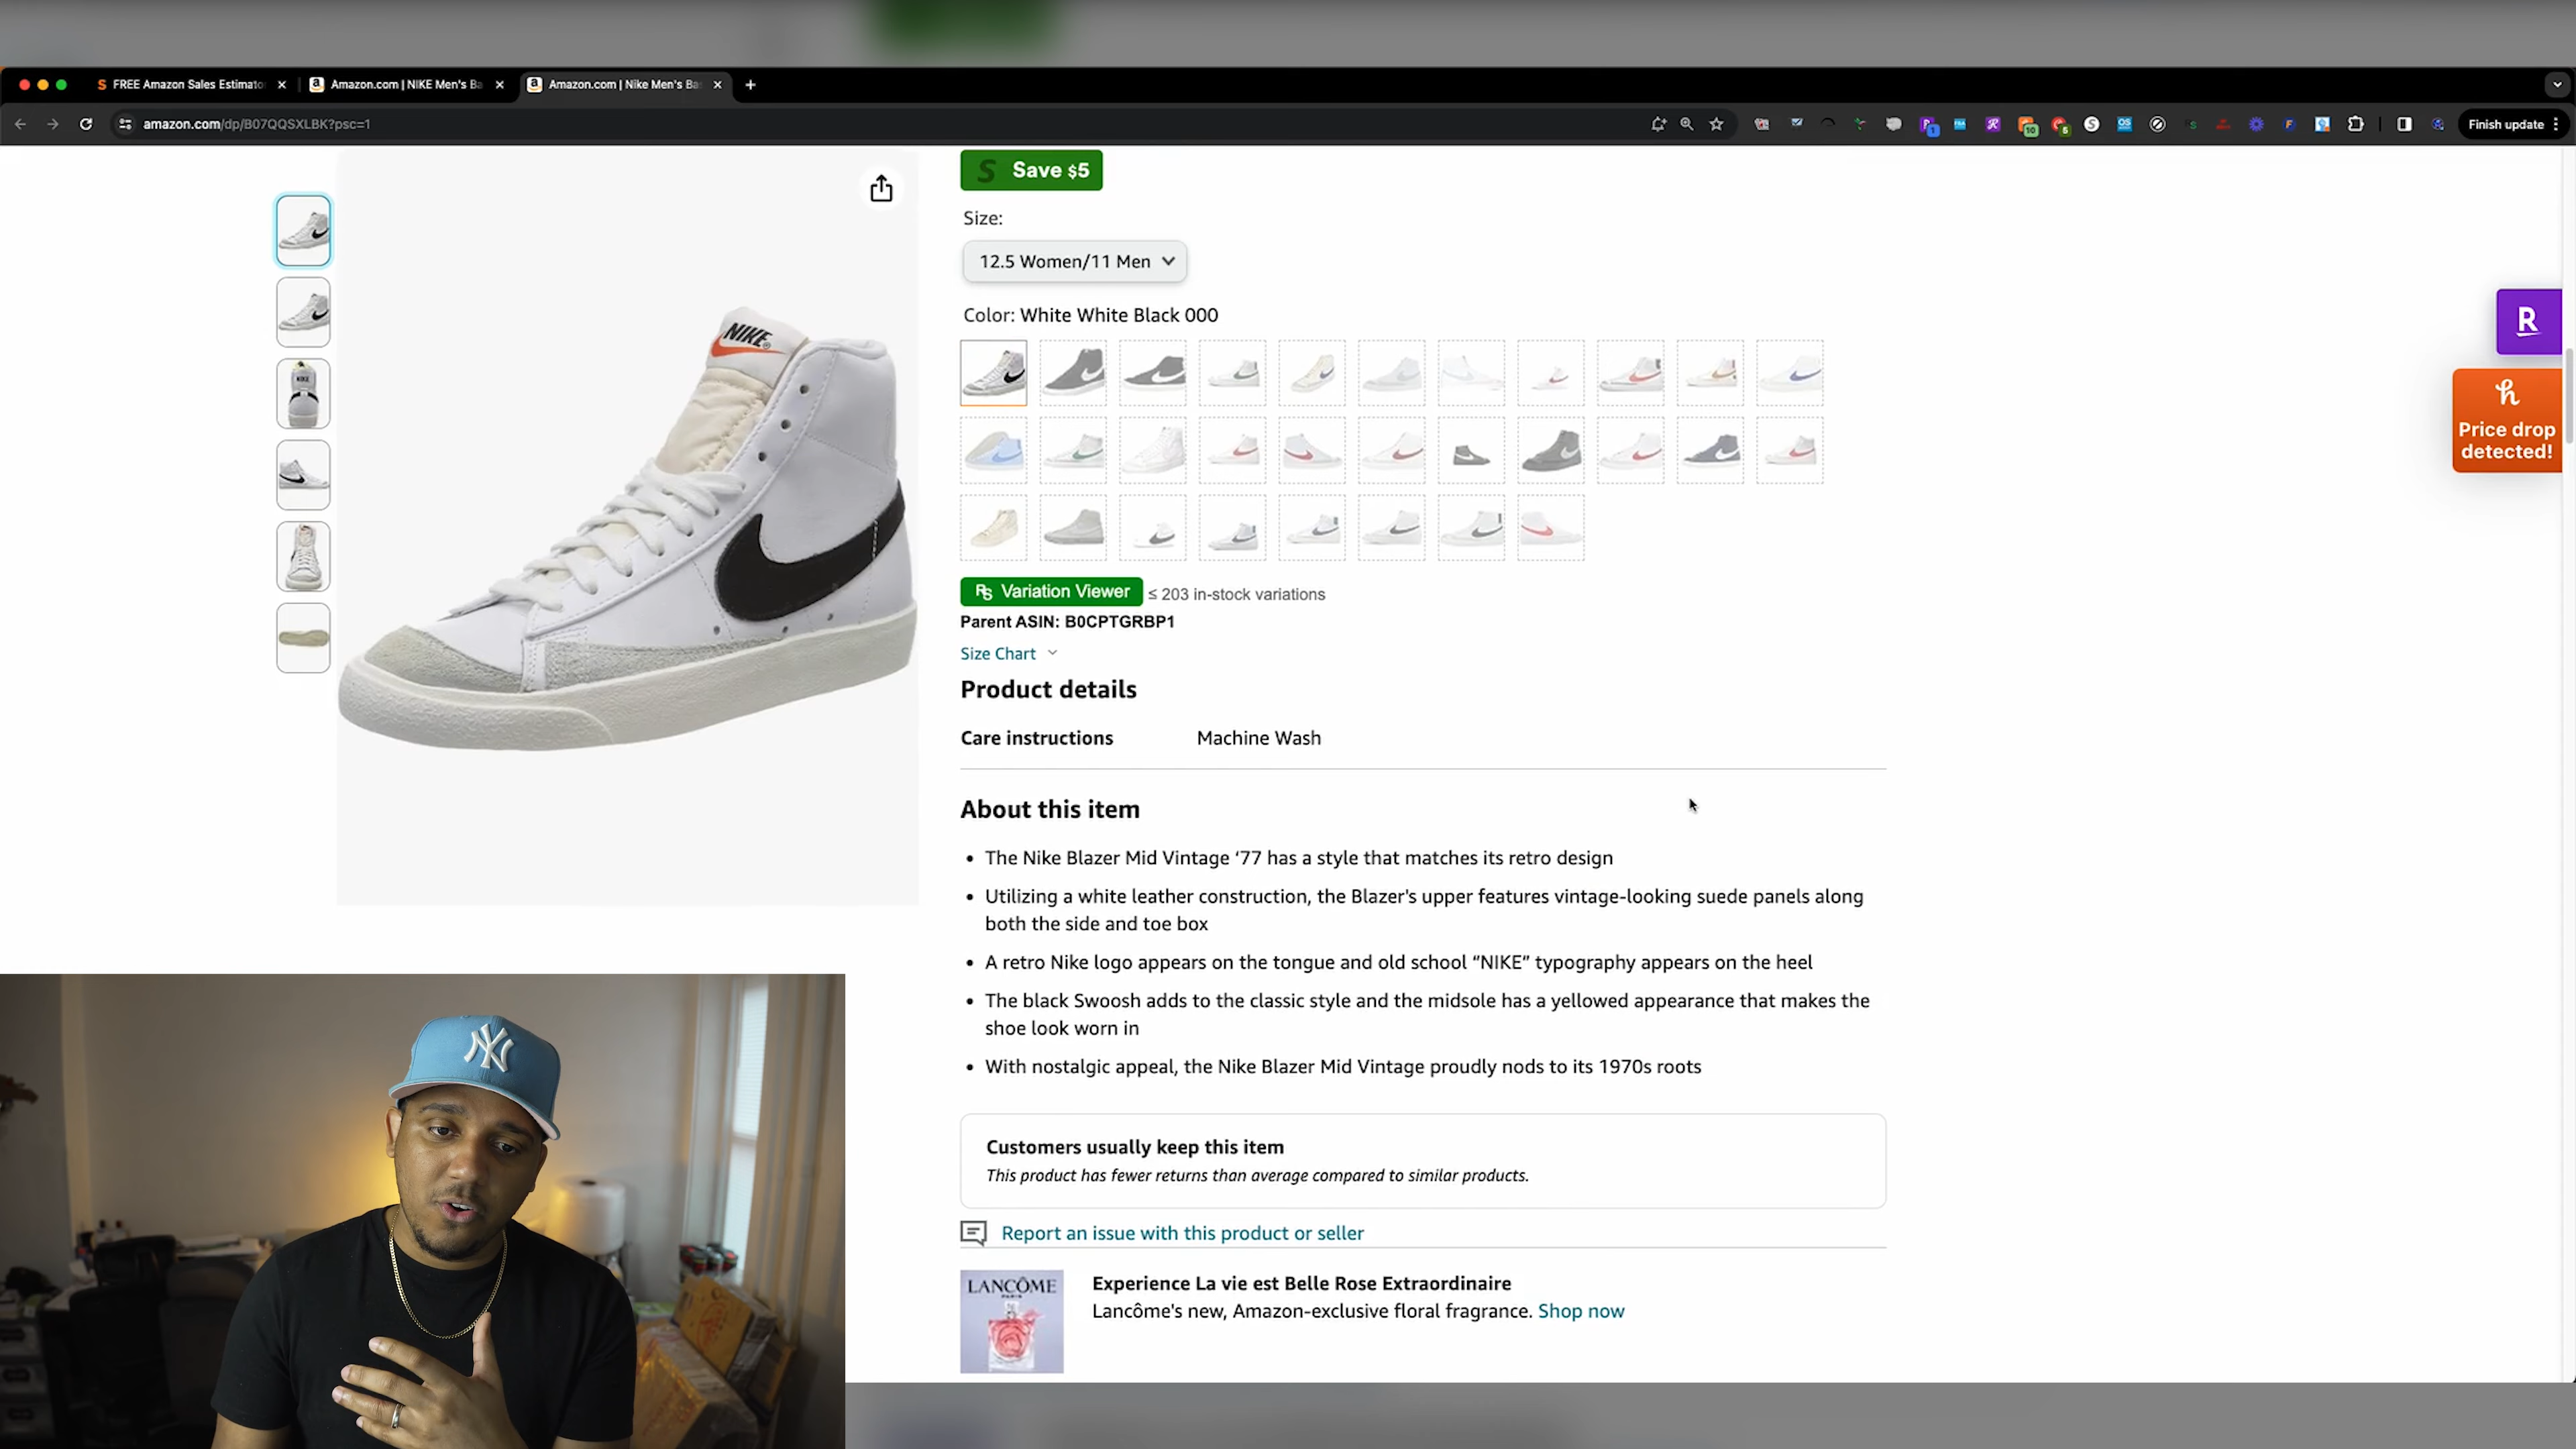 FREE Amazon Sales Estimato
Amazon.com | NIKE Men's Ba
Amazon.com | Nike Men's Bas
amazon.com/dp/B07QQSXLBK?psc=1
Finish update
Save $5
Size:
12.5 Women/11 Men
Color: White White Black 000
NIKE
R
Price drop
detected!
Variation Viewer ≤ 203 in-stock variations
Parent ASIN: B0CPTGRBP1
Size Chart
Product details
Care instructions Machine Wash
About this item
• The Nike Blazer Mid Vintage ‘77 has a style that matches its retro design
• Utilizing a white leather construction, the Blazer's upper features vintage-looking suede panels along
both the side and toe box
• A retro Nike logo appears on the tongue and old school “NIKE” typography appears on the heel
• The black Swoosh adds to the classic style and the midsole has a yellowed appearance that makes the
shoe look worn in
• With nostalgic appeal, the Nike Blazer Mid Vintage proudly nods to its 1970s roots
Customers usually keep this item
This product has fewer returns than average compared to similar products.
Report an issue with this product or seller
LANCÔME
PARIS
Experience La vie est Belle Rose Extraordinaire
Lancôme's new, Amazon-exclusive floral fragrance. Shop now
NY